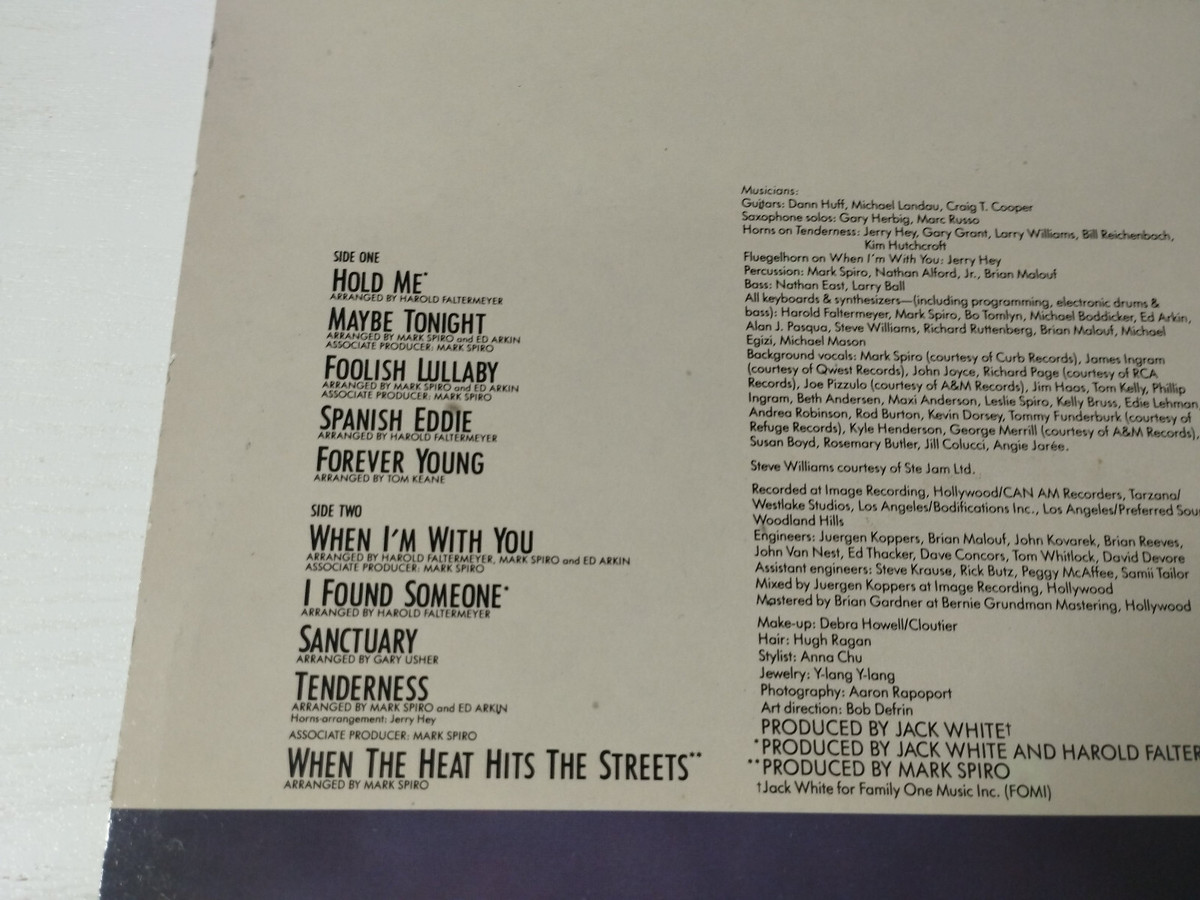 SIDE ONE
HOLD ME*
ARRANGED BY HAROLD FALTERMEYER
MAYBE TONIGHT
ARRANGED BY MARK SPIRO and ED ARKIN
ASSOCIATE PRODUCER: MARK SPIRO
FOOLISH LULLABY
ARRANGED BY MARK SPIRO and ED ARKIN
ASSOCIATE PRODUCER: MARK SPIRO
SPANISH EDDIE
ARRANGED BY HAROLD FALTERMEYER
FOREVER YOUNG
ARRANGED BY TOM KEANE
SIDE TWO
WHEN I'M WITH YOU
ARRANGED BY HAROLD FALTERMEYER, MARK SPIRO and ED ARKIN
ASSOCIATE PRODUCER: MARK SPIRO
I FOUND SOMEONE*
ARRANGED BY HAROLD FALTERMEYER
SANCTUARY
ARRANGED BY GARY USHER
TENDERNESS
ARRANGED BY MARK SPIRO and ED ARKIN
Horns arrangement: Jerry Hey
ASSOCIATE PRODUCER: MARK SPIRO
WHEN THE HEAT HITS THE STREETS**
ARRANGED BY MARK SPIRO
Musicians:
Guitars: Dann Huff, Michael Landau, Craig T. Cooper
Saxophone solos: Gary Herbig, Marc Russo
Horns on Tenderness: Jerry Hey, Gary Grant, Larry Williams, Bill Reichenbach,
Kim Hutchcroft
Fluegelhorn on When I'm With You: Jerry Hey
Percussion: Mark Spiro, Nathan Alford, Jr., Brian Malouf
Bass: Nathan East, Larry Ball
All keyboards & synthesizers—(including programming, electronic drums &
bass): Harold Faltermeyer, Mark Spiro, Bo Tomlyn, Michael Boddicker, Ed Arkin,
Alan J. Pasqua, Steve Williams, Richard Ruttenberg, Brian Malouf, Michael
Egizi, Michael Mason
Background vocals: Mark Spiro (courtesy of Curb Records), James Ingram
(courtesy of Qwest Records), John Joyce, Richard Page (courtesy of RCA
Records), Joe Pizzulo (courtesy of A&M Records), Jim Haas, Tom Kelly, Phillip
Ingram, Beth Andersen, Maxi Anderson, Leslie Spiro, Kelly Bruss, Edie Lehman,
Andrea Robinson, Rod Burton, Kevin Dorsey, Tommy Funderburk (courtesy of
Refuge Records), Kyle Henderson, George Merrill (courtesy of A&M Records),
Susan Boyd, Rosemary Butler, Jill Colucci, Angie Jarée.
Steve Williams courtesy of Ste Jam Ltd.
Recorded at Image Recording, Hollywood/CAN AM Recorders, Tarzana/
Westlake Studios, Los Angeles/Bodifications Inc., Los Angeles/Preferred Sou
Woodland Hills
Engineers: Juergen Koppers, Brian Malouf, John Kovarek, Brian Reeves,
John Van Nest, Ed Thacker, Dave Concors, Tom Whitlock, David Devore
Assistant engineers: Steve Krause, Rick Butz, Peggy McAffee, Samii Tailor
Mixed by Juergen Koppers at Image Recording, Hollywood
Mastered by Brian Gardner at Bernie Grundman Mastering, Hollywood
Make-up: Debra Howell/Cloutier
Hair: Hugh Ragan
Stylist: Anna Chu
Jewelry: Y-lang Y-lang
Photography: Aaron Rapoport
Art direction: Bob Defrin
PRODUCED BY JACK WHITE†
*PRODUCED BY JACK WHITE AND HAROLD FALTER
**PRODUCED BY MARK SPIRO
†Jack White for Family One Music Inc. (FOMI)